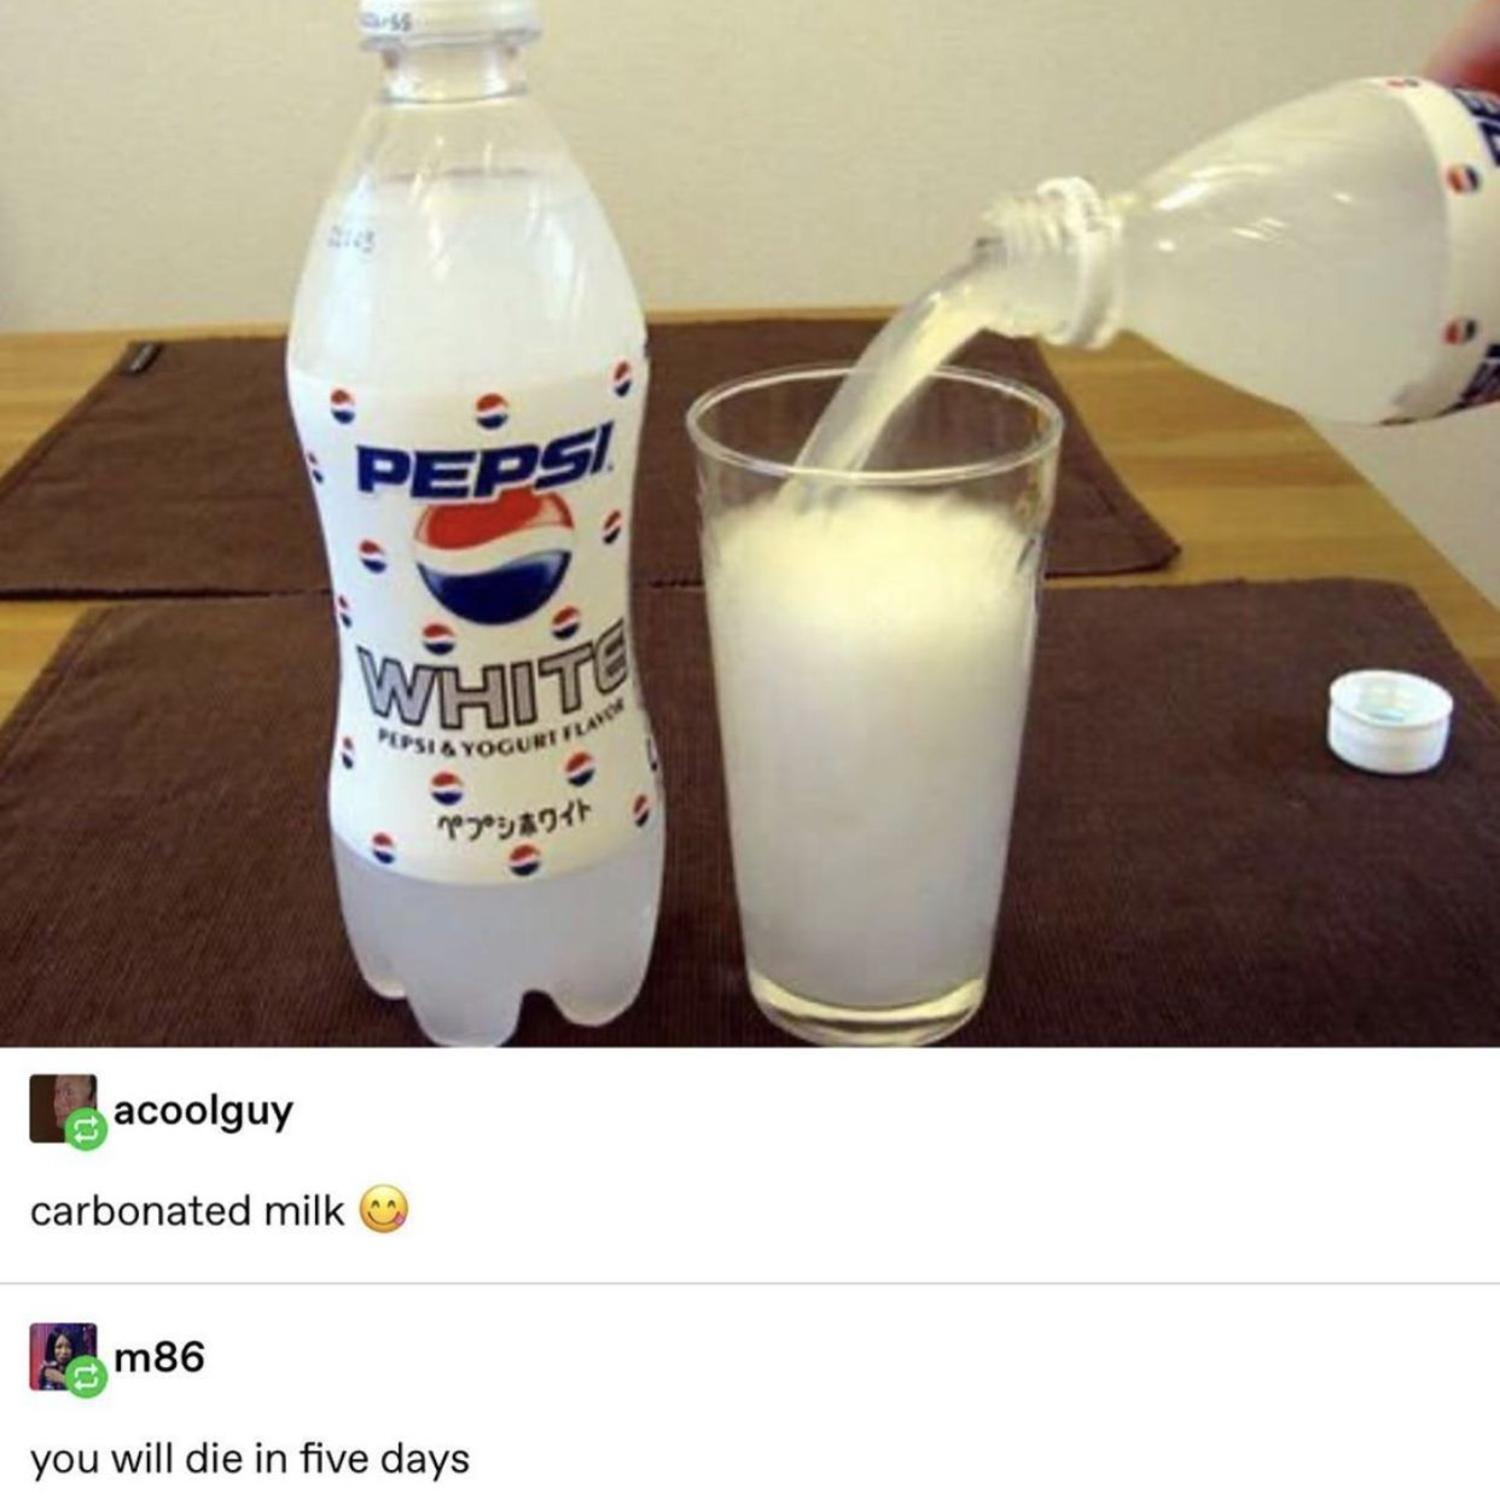 PEPSI
WHITE
PEPSI & YOGURT FLAVOR
ペプシホワイト
acoolguy
carbonated milk 😋
m86
you will die in five days